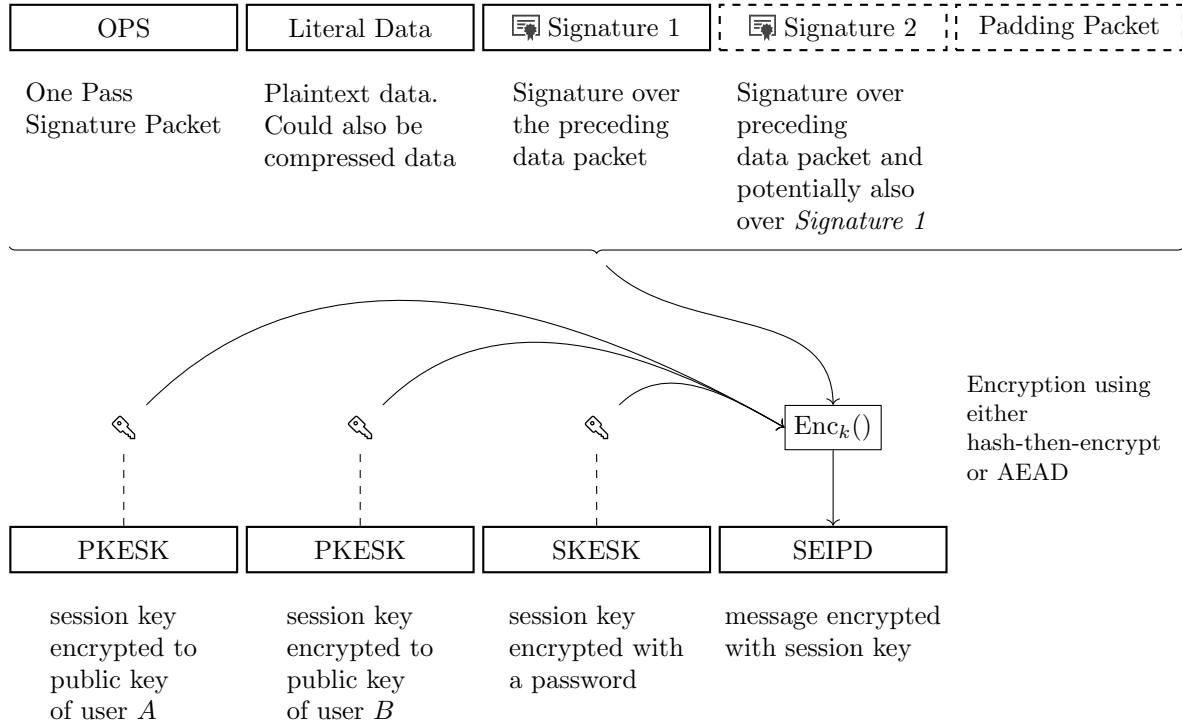 OPS
Literal Data
Signature 1
Signature 2
Padding Packet
One Pass
Signature Packet
Plaintext data.
Could also be
compressed data
Signature over
the preceding
data packet
Signature over
preceding
data packet and
potentially also
over Signature 1
Encₖ()
Encryption using
either
hash-then-encrypt
or AEAD
PKESK
PKESK
SKESK
SEIPD
session key
encrypted to
public key
of user A
session key
encrypted to
public key
of user B
session key
encrypted with
a password
message encrypted
with session key